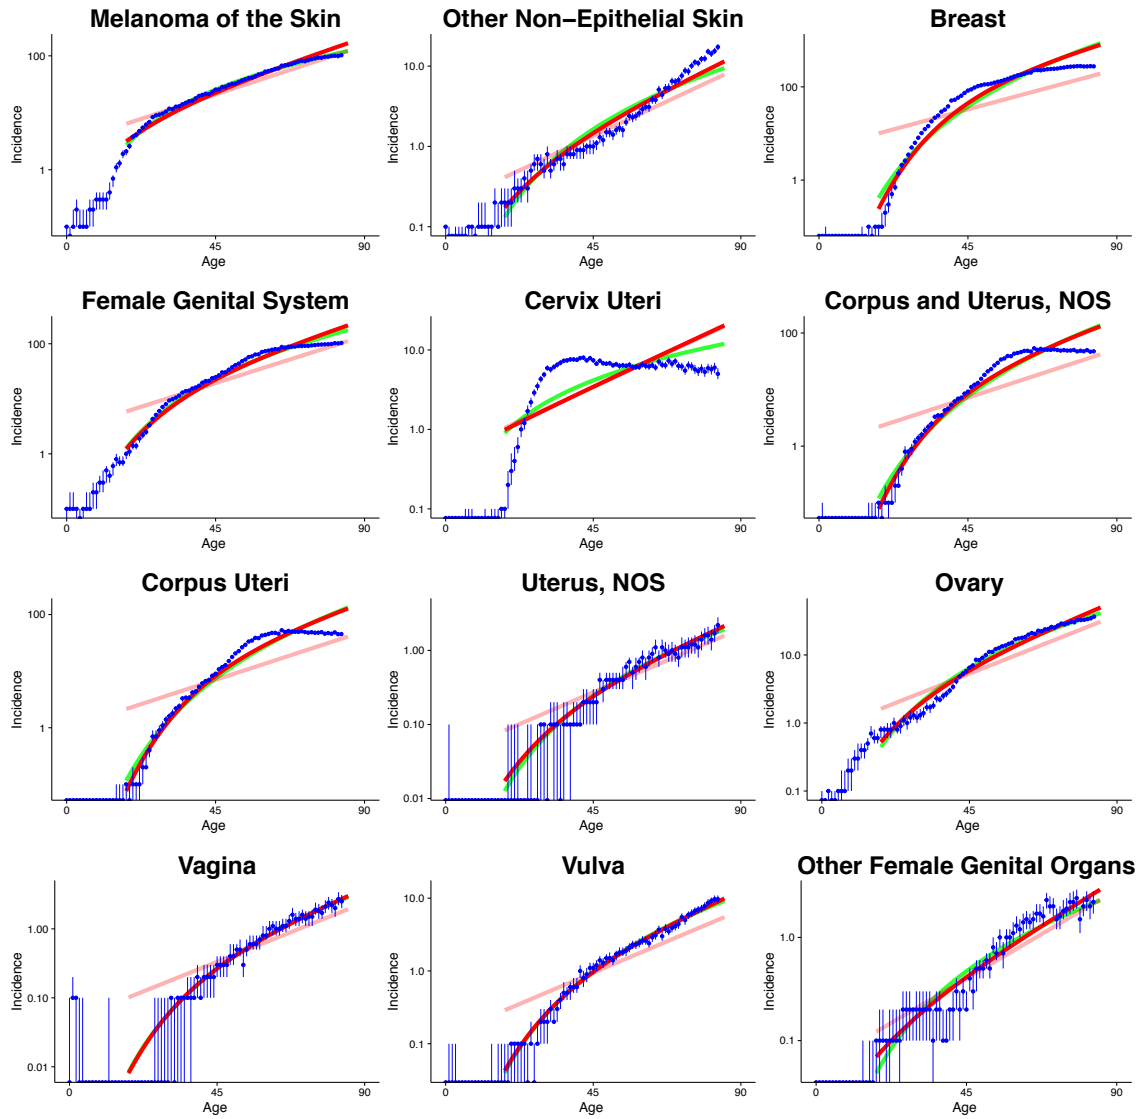 Melanoma of the Skin
Other Non−Epithelial Skin
Breast
100
1
Incidence
0 45 90
Age
10.0
1.0
0.1
Incidence
0 45 90
Age
100
1
Incidence
0 45 90
Age
Female Genital System
Cervix Uteri
Corpus and Uterus, NOS
100
1
Incidence
0 45 90
Age
10.0
1.0
0.1
Incidence
0 45 90
Age
100
1
Incidence
0 45 90
Age
Corpus Uteri
Uterus, NOS
Ovary
100
1
Incidence
0 45 90
Age
1.00
0.10
0.01
Incidence
0 45 90
Age
10.0
1.0
0.1
Incidence
0 45 90
Age
Vagina
Vulva
Other Female Genital Organs
1.00
0.10
0.01
Incidence
0 45 90
Age
10.0
1.0
0.1
Incidence
0 45 90
Age
1.0
0.1
Incidence
0 45 90
Age